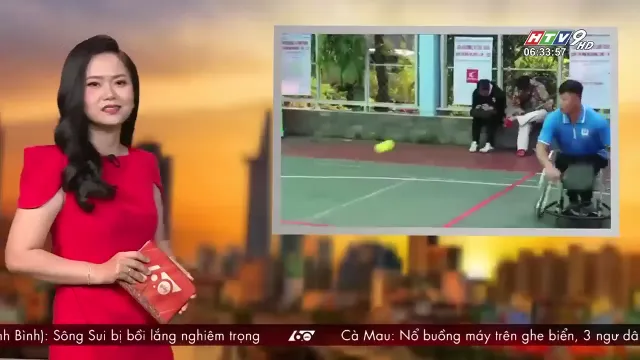 HTV9 HD
06:33:57
nh Bình): Sông Sui bị bồi lắng nghiêm trọng
60
Cà Mau: Nổ buồng máy trên ghe biển, 3 ngư dâ